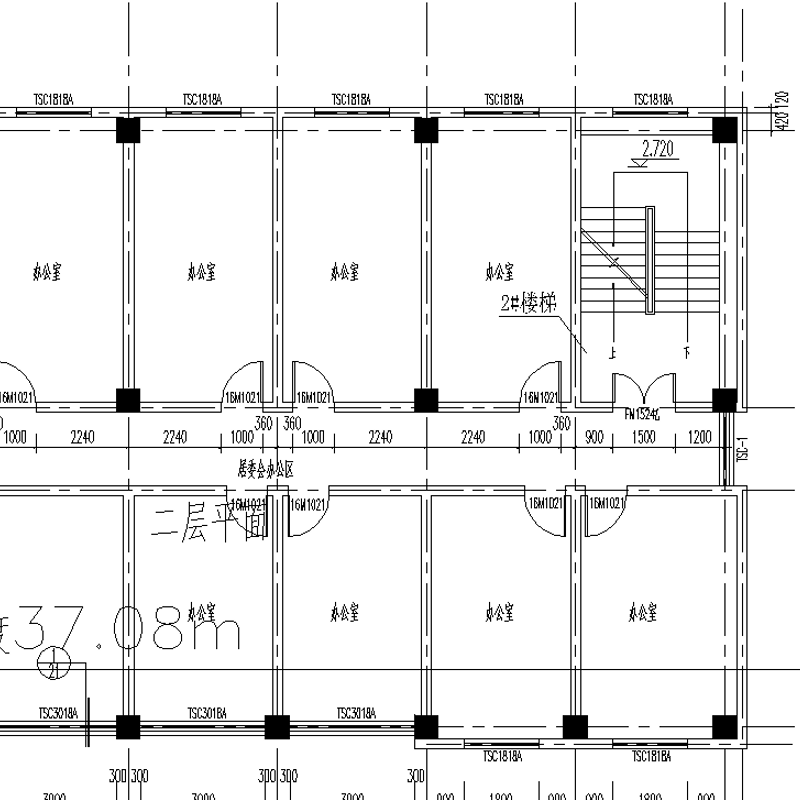 TSC1818A TSC1818A TSC1818A TSC1818A TSC1818A
420 120
2.720
办公室 办公室 办公室 办公室
2#楼梯
上 下
16M1021 16M1021 16M1021 16M1021
FM1524乙
360 360 360
1000 2240 2240 1000 1000 2240 2240 1000 900 1500 1200
TSC-1
居委会办公区
16M1021 16M1021 16M1021 16M1021
二层平面
办公室 办公室 办公室 办公室
度37.08m
1
21
TSC3018A TSC3018A TSC3018A
TSC1818A TSC1818A
300 300 300 300 300
3000 3000 3000 900 1800 900 900 1800 900